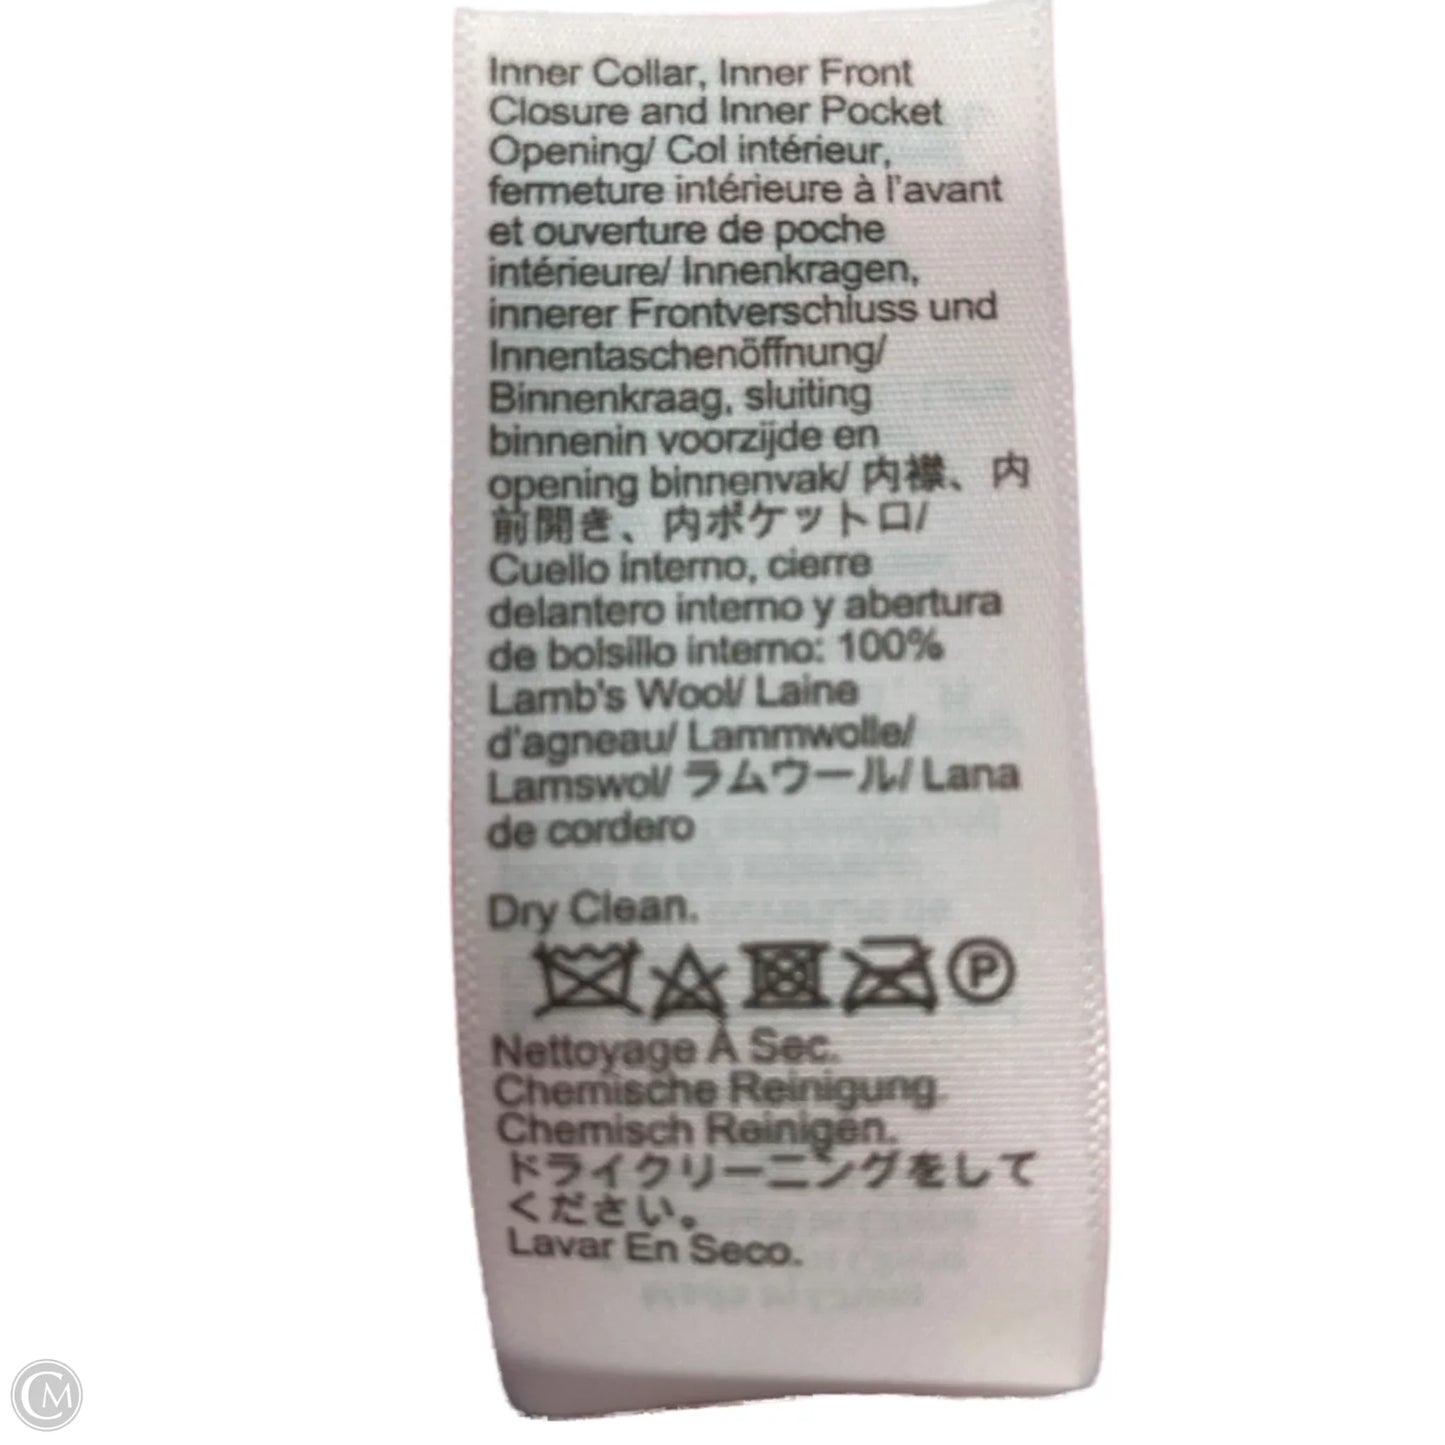 Inner Collar, Inner Front
Closure and Inner Pocket
Opening/ Col intérieur,
fermeture intérieure à l'avant
et ouverture de poche
intérieure/ Innenkragen,
innerer Frontverschluss und
Innentaschenöffnung/
Binnenkraag, sluiting
binnenin voorzijde en
opening binnenvak/ 内襟、内
前開き、内ポケット口/
Cuello interno, cierre
delantero interno y abertura
de bolsillo interno: 100%
Lamb's Wool/ Laine
d'agneau/ Lammwolle/
Lamswol/ ラムウール/ Lana
de cordero
Dry Clean.
P
Nettoyage À Sec.
Chemische Reinigung.
Chemisch Reinigen.
ドライクリーニングをして
ください。
Lavar En Seco.
CM